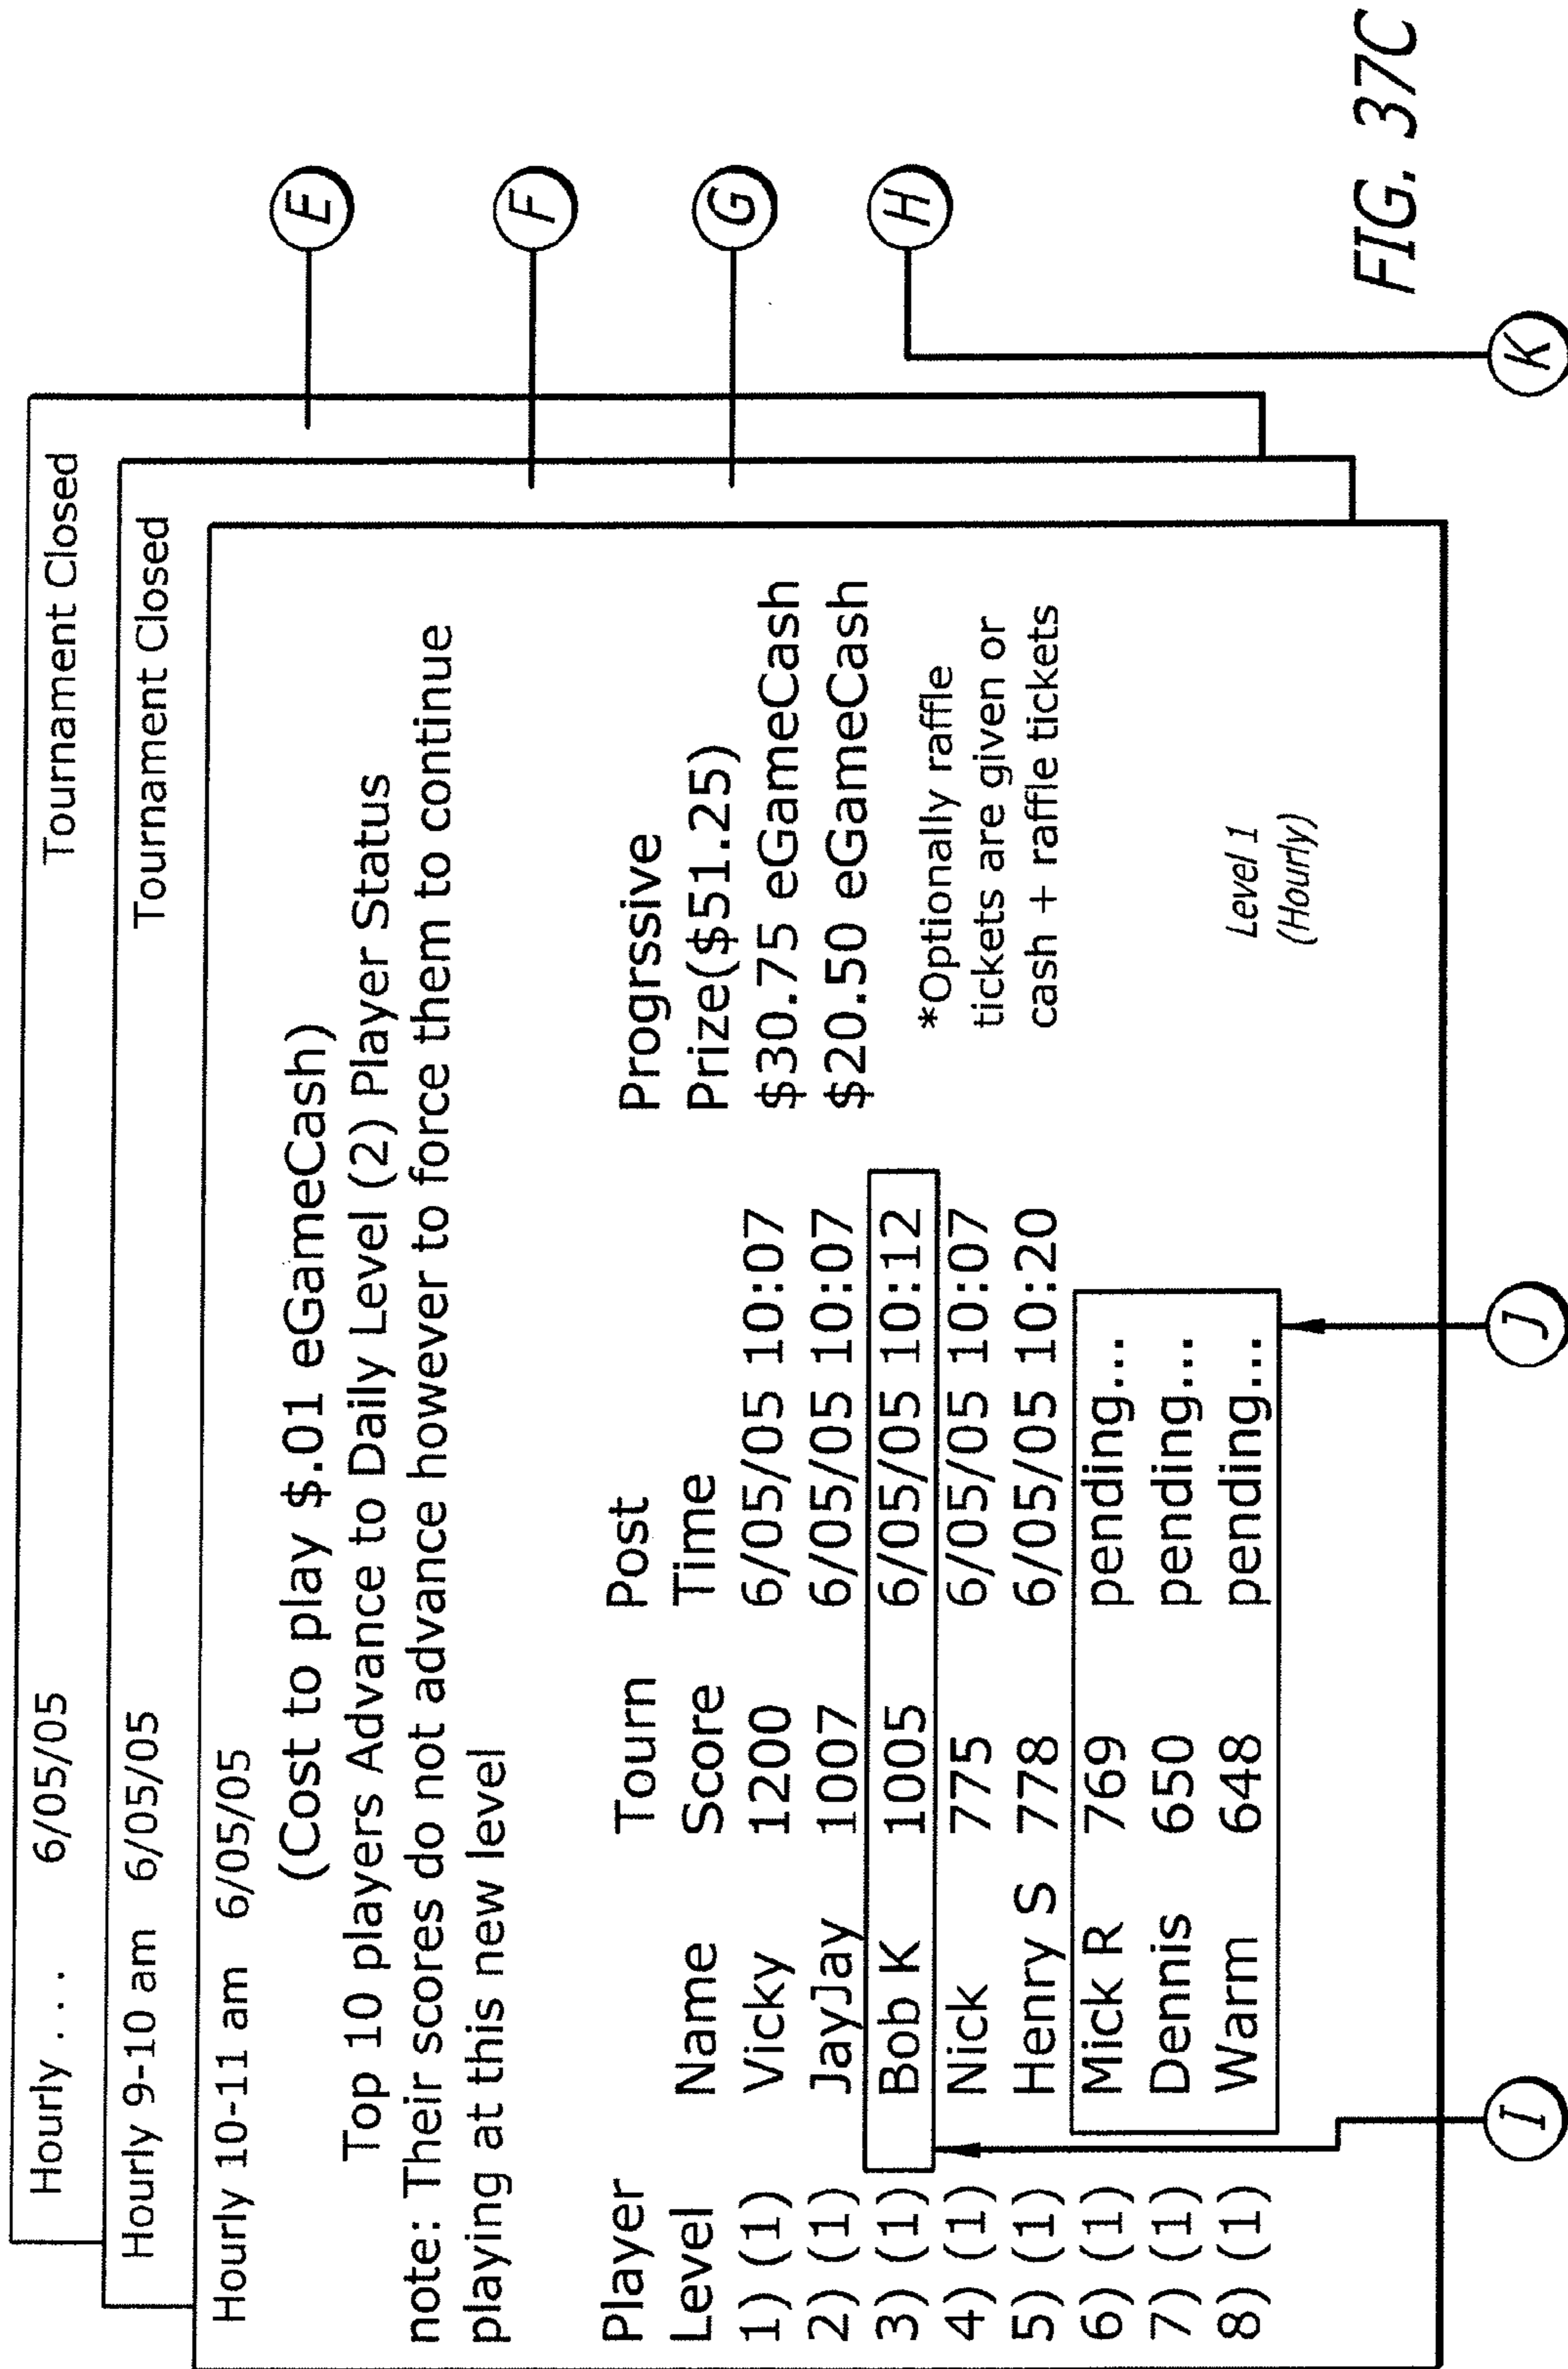 Hourly . . . . 6/05/05 Tournament Closed
Hourly 9-10 am 6/05/05 Tournament Closed
Hourly 10-11 am 6/05/05
(Cost to play $.01 eGameCash)
Top 10 players Advance to Daily Level (2) Player Status
note: Their scores do not advance however to force them to continue
playing at this new level
Player Tourn Post Progrssive
Level Name Score Time Prize($51.25)
1) (1) Vicky 1200 6/05/05 10:07 $30.75 eGameCash
2) (1) JayJay 1007 6/05/05 10:07 $20.50 eGameCash
3) (1) Bob K 1005 6/05/05 10:12
4) (1) Nick 775 6/05/05 10:07
5) (1) Henry S 778 6/05/05 10:20
6) (1) Mick R 769 pending...
7) (1) Dennis 650 pending...
8) (1) Warm 648 pending...
*Optionally raffle
tickets are given or
cash + raffle tickets
Level 1
(Hourly)
E
F
G
H
I
J
K
FIG. 37C